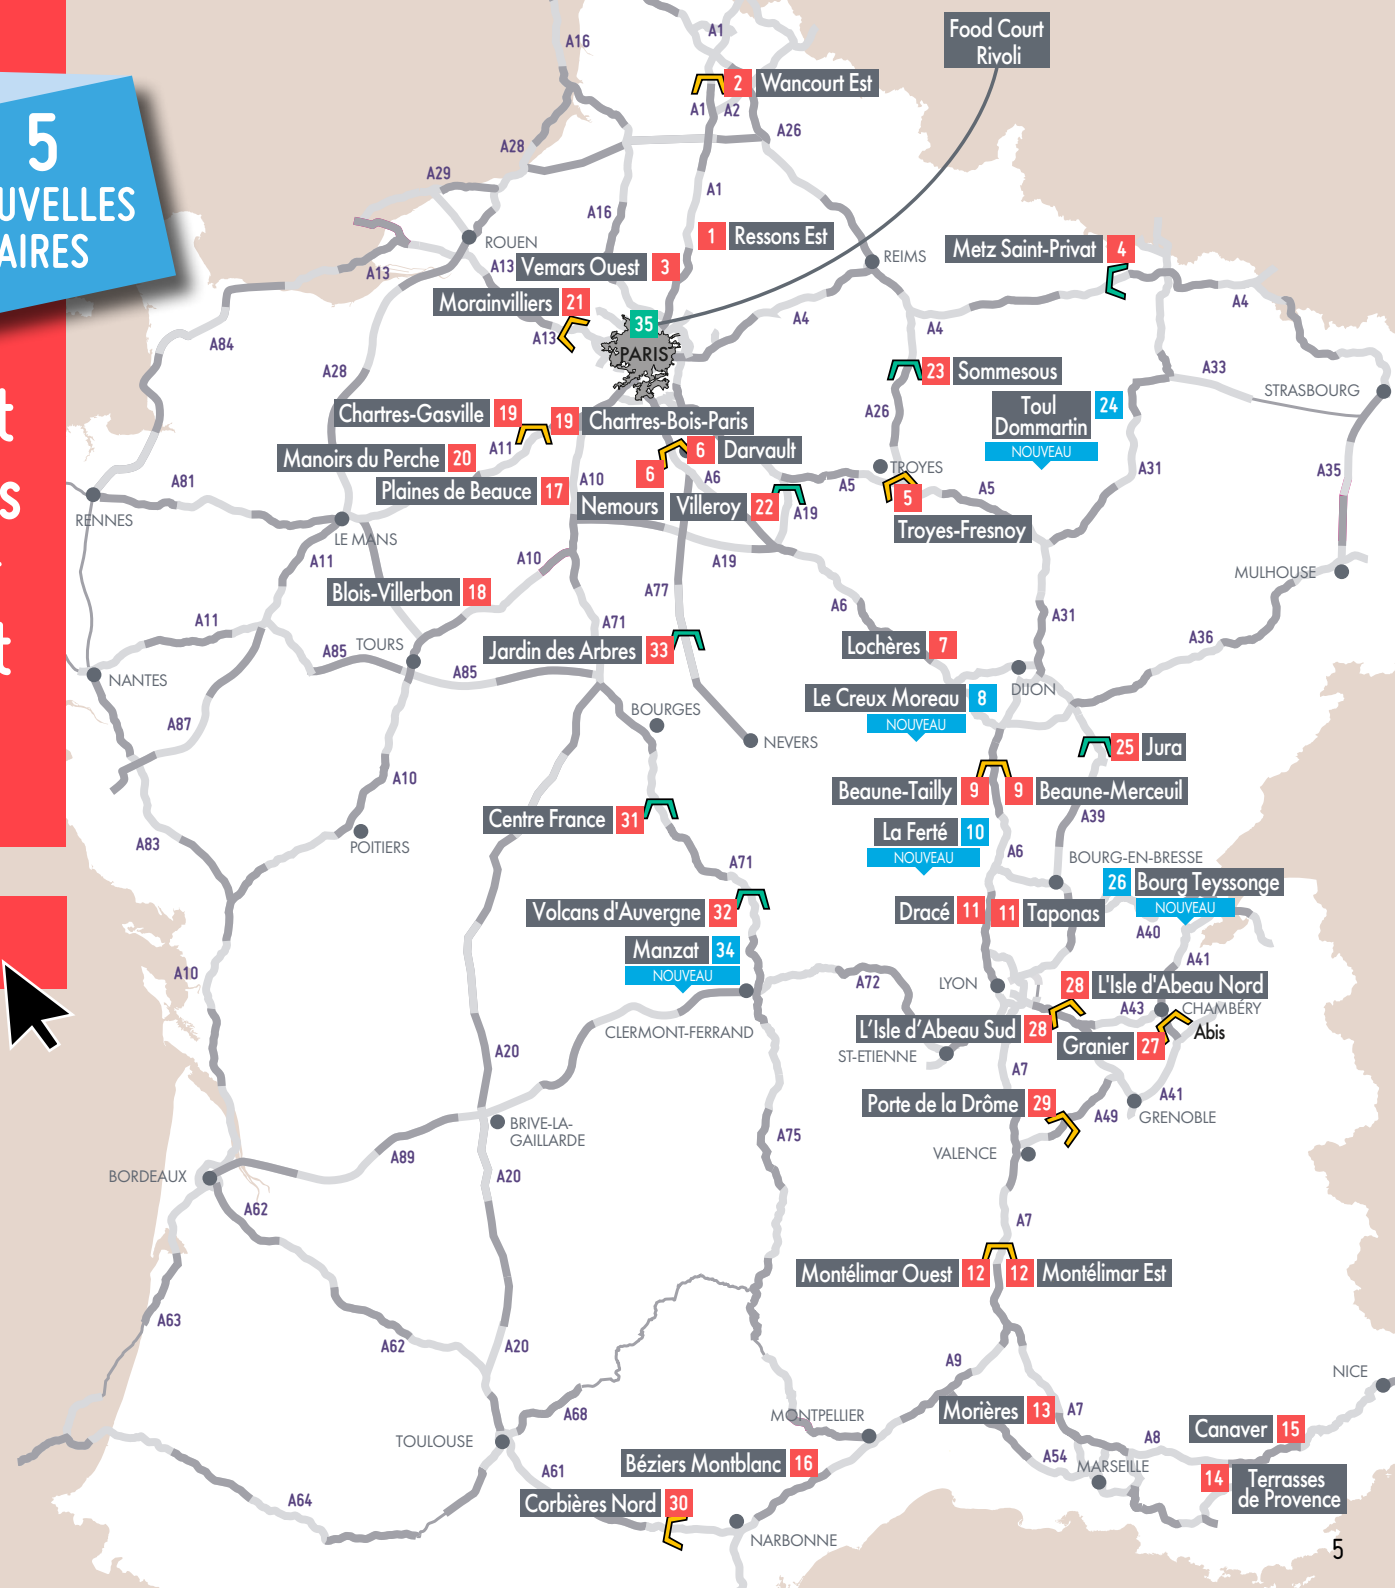 5
UVELLES
AIRES
t
s
t
Food Court
Rivoli
A16
A1
2 Wancourt Est
A1
A2
A26
A28
A29
A1
A16
1 Ressons Est
ROUEN
REIMS
Metz Saint-Privat 4
A13
A13
Vemars Ouest 3
Morainvilliers 21
A4
A84
A13
35
PARIS
A4
A4
A28
23 Sommesous
A33
STRASBOURG
Chartres-Gasville 19
19 Chartres-Bois-Paris
A26
Toul
Dommartin
24
NOUVEAU
A11
6 Darvault
Manoirs du Perche 20
TROYES
A31
A35
A81
Plaines de Beauce 17
A10
6
A6
A5
A5
RENNES
Nemours
Villeroy 22
A19
5
Troyes-Fresnoy
LE MANS
A11
A10
A19
MULHOUSE
Blois-Villerbon 18
A77
A6
A31
A11
A71
A36
TOURS
Jardin des Arbres 33
Lochères 7
A85
A85
NANTES
DIJON
Le Creux Moreau 8
NOUVEAU
BOURGES
A87
NEVERS
25 Jura
A10
Beaune-Tailly 9
9 Beaune-Merceuil
Centre France 31
A39
La Ferté 10
NOUVEAU
A83
POITIERS
A6
BOURG-EN-BRESSE
A71
26 Bourg Teyssonge
NOUVEAU
Volcans d'Auvergne 32
Dracé 11
11 Taponas
A40
Manzat 34
NOUVEAU
A41
A10
A72
LYON
28 L'Isle d'Abeau Nord
A43
CHAMBÉRY
CLERMONT-FERRAND
L'Isle d'Abeau Sud 28
Abis
Granier 27
A20
ST-ETIENNE
A7
A41
Porte de la Drôme 29
A49
GRENOBLE
BRIVE-LA-
GAILLARDE
A75
VALENCE
A89
BORDEAUX
A20
A62
A7
Montélimar Ouest 12
12 Montélimar Est
A63
A62
A20
A9
NICE
A68
MONTPELLIER
Morières 13
A7
Canaver 15
TOULOUSE
A8
A54
MARSEILLE
A61
Béziers Montblanc 16
14 Terrasses
de Provence
A64
Corbières Nord 30
NARBONNE
5